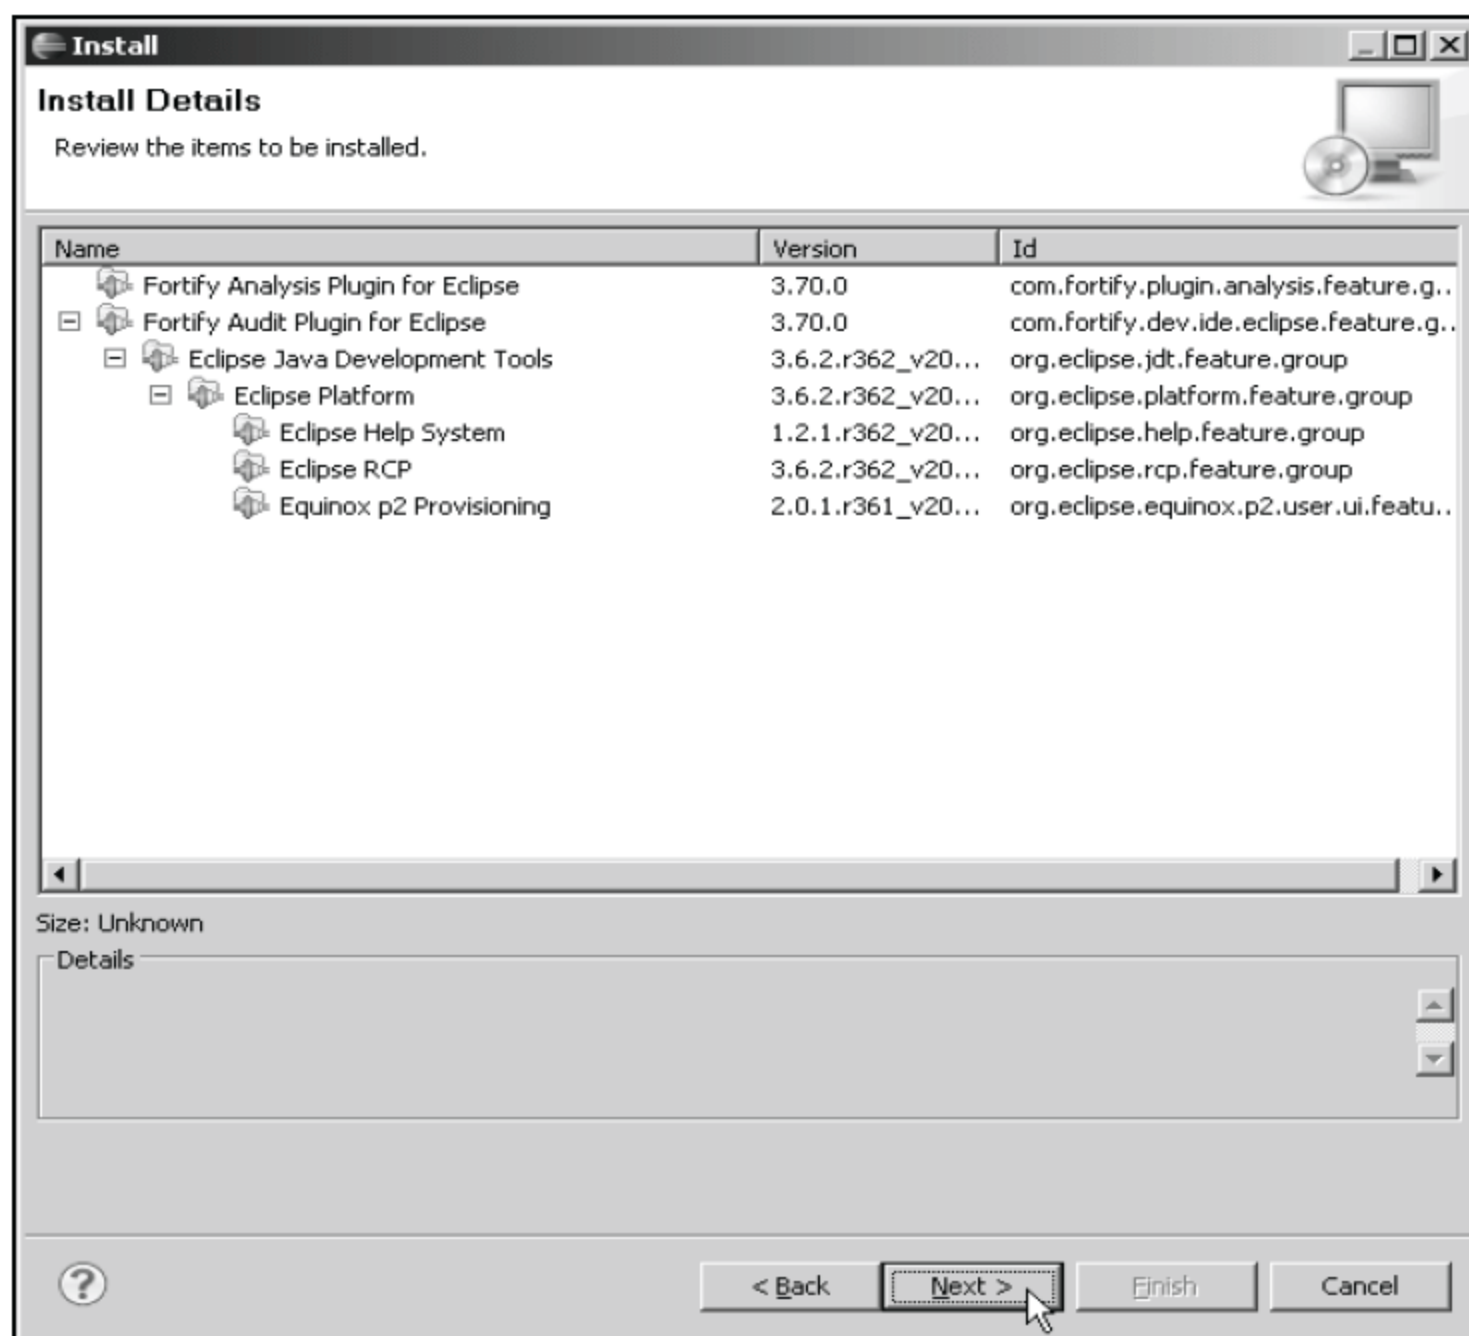 Install
Install Details
Review the items to be installed.
Name Version Id
Fortify Analysis Plugin for Eclipse 3.70.0 com.fortify.plugin.analysis.feature.g..
Fortify Audit Plugin for Eclipse 3.70.0 com.fortify.dev.ide.eclipse.feature.g..
Eclipse Java Development Tools 3.6.2.r362_v20... org.eclipse.jdt.feature.group
Eclipse Platform 3.6.2.r362_v20... org.eclipse.platform.feature.group
Eclipse Help System 1.2.1.r362_v20... org.eclipse.help.feature.group
Eclipse RCP 3.6.2.r362_v20... org.eclipse.rcp.feature.group
Equinox p2 Provisioning 2.0.1.r361_v20... org.eclipse.equinox.p2.user.ui.featu..
Size: Unknown
Details
? < Back Next > Finish Cancel